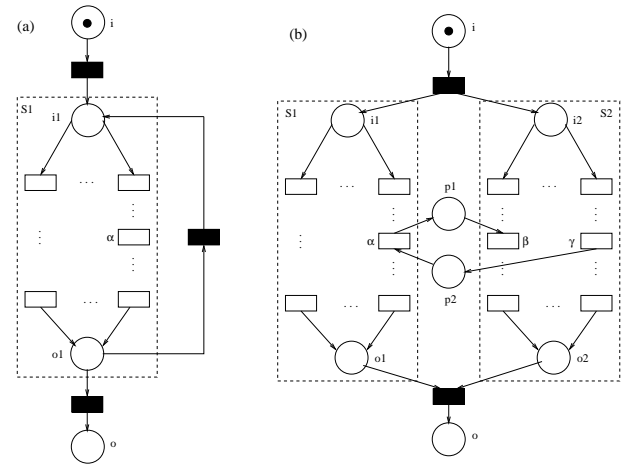 (a)
i
S1
i1
. . .
α
. . .
o1
o
(b)
i
S1
i1
i2
S2
. . .
. . .
p1
α
β
γ
p2
. . .
. . .
o1
o2
o